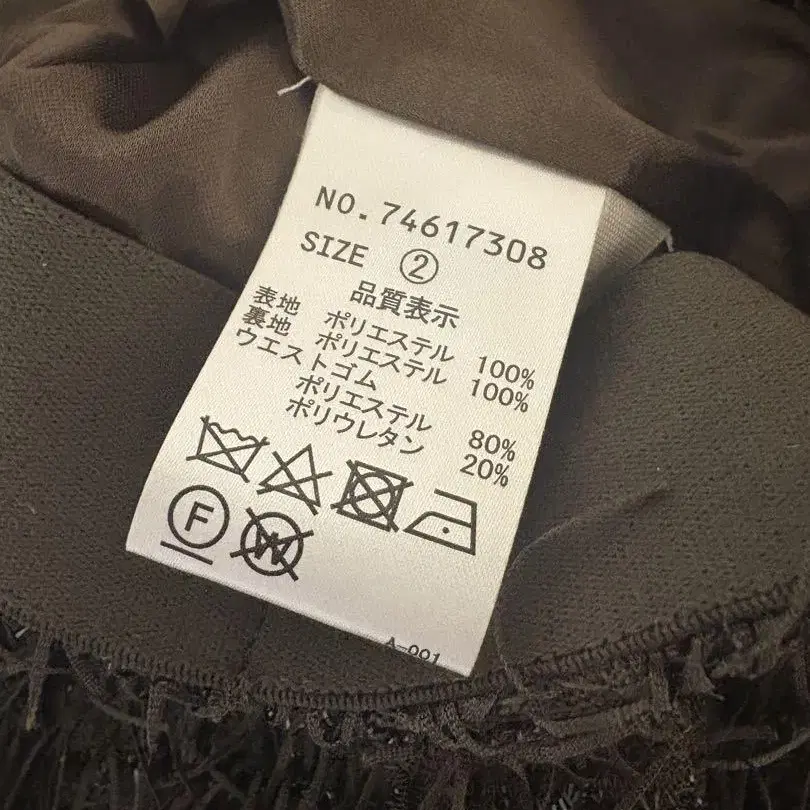 NO. 74617308
SIZE ②
品質表示
表地 ポリエステル 100%
裏地 ポリエステル 100%
ウエストゴム
ポリエステル 80%
ポリウレタン 20%
F W